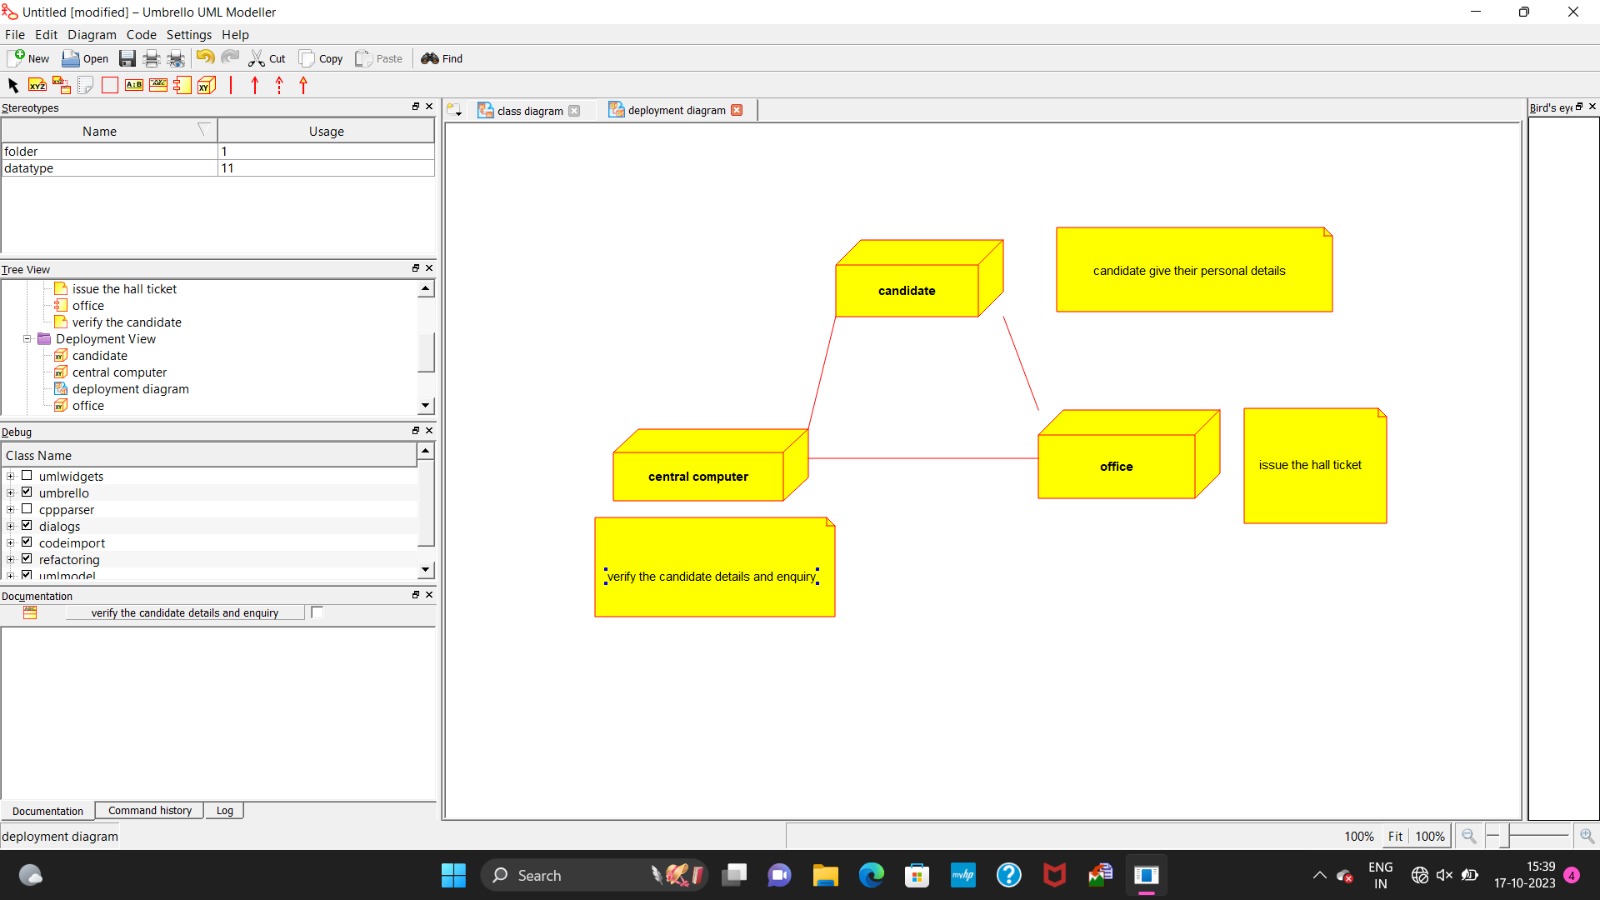 Untitled [modified] – Umbrello UML Modeller
File Edit Diagram Code Settings Help
New Open Cut Copy Paste Find
Stereotypes
Name Usage
folder 1
datatype 11
Tree View
issue the hall ticket
office
verify the candidate
Deployment View
candidate
central computer
deployment diagram
office
Debug
Class Name
umlwidgets
umbrello
cppparser
dialogs
codeimport
refactoring
umlmodel
Documentation
verify the candidate details and enquiry
Documentation Command history Log
deployment diagram
class diagram deployment diagram
candidate
candidate give their personal details
central computer
office
issue the hall ticket
verify the candidate details and enquiry
Bird's eye
100% Fit 100%
Search
myhp
ENG
IN
15:39
17-10-2023
4